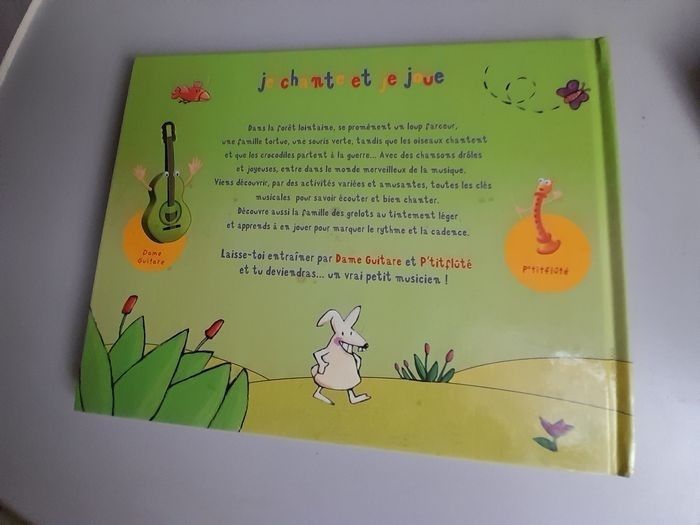 je chante et je joue
Dans la forêt lointaine, se promènent un loup farceur,
une famille tortue, une souris verte, tandis que les oiseaux chantent
et que les crocodiles partent à la guerre... Avec des chansons drôles
et joyeuses, entre dans le monde merveilleux de la musique.
Viens découvrir, par des activités variées et amusantes, toutes les clés
musicales pour savoir écouter et bien chanter.
Découvre aussi la famille des grelots au tintement léger
et apprends à en jouer pour marquer le rythme et la cadence.
Laisse-toi entraîner par Dame Guitare et P'titflûté
et tu deviendras... un vrai petit musicien !
Dame
Guitare
P'titflûté